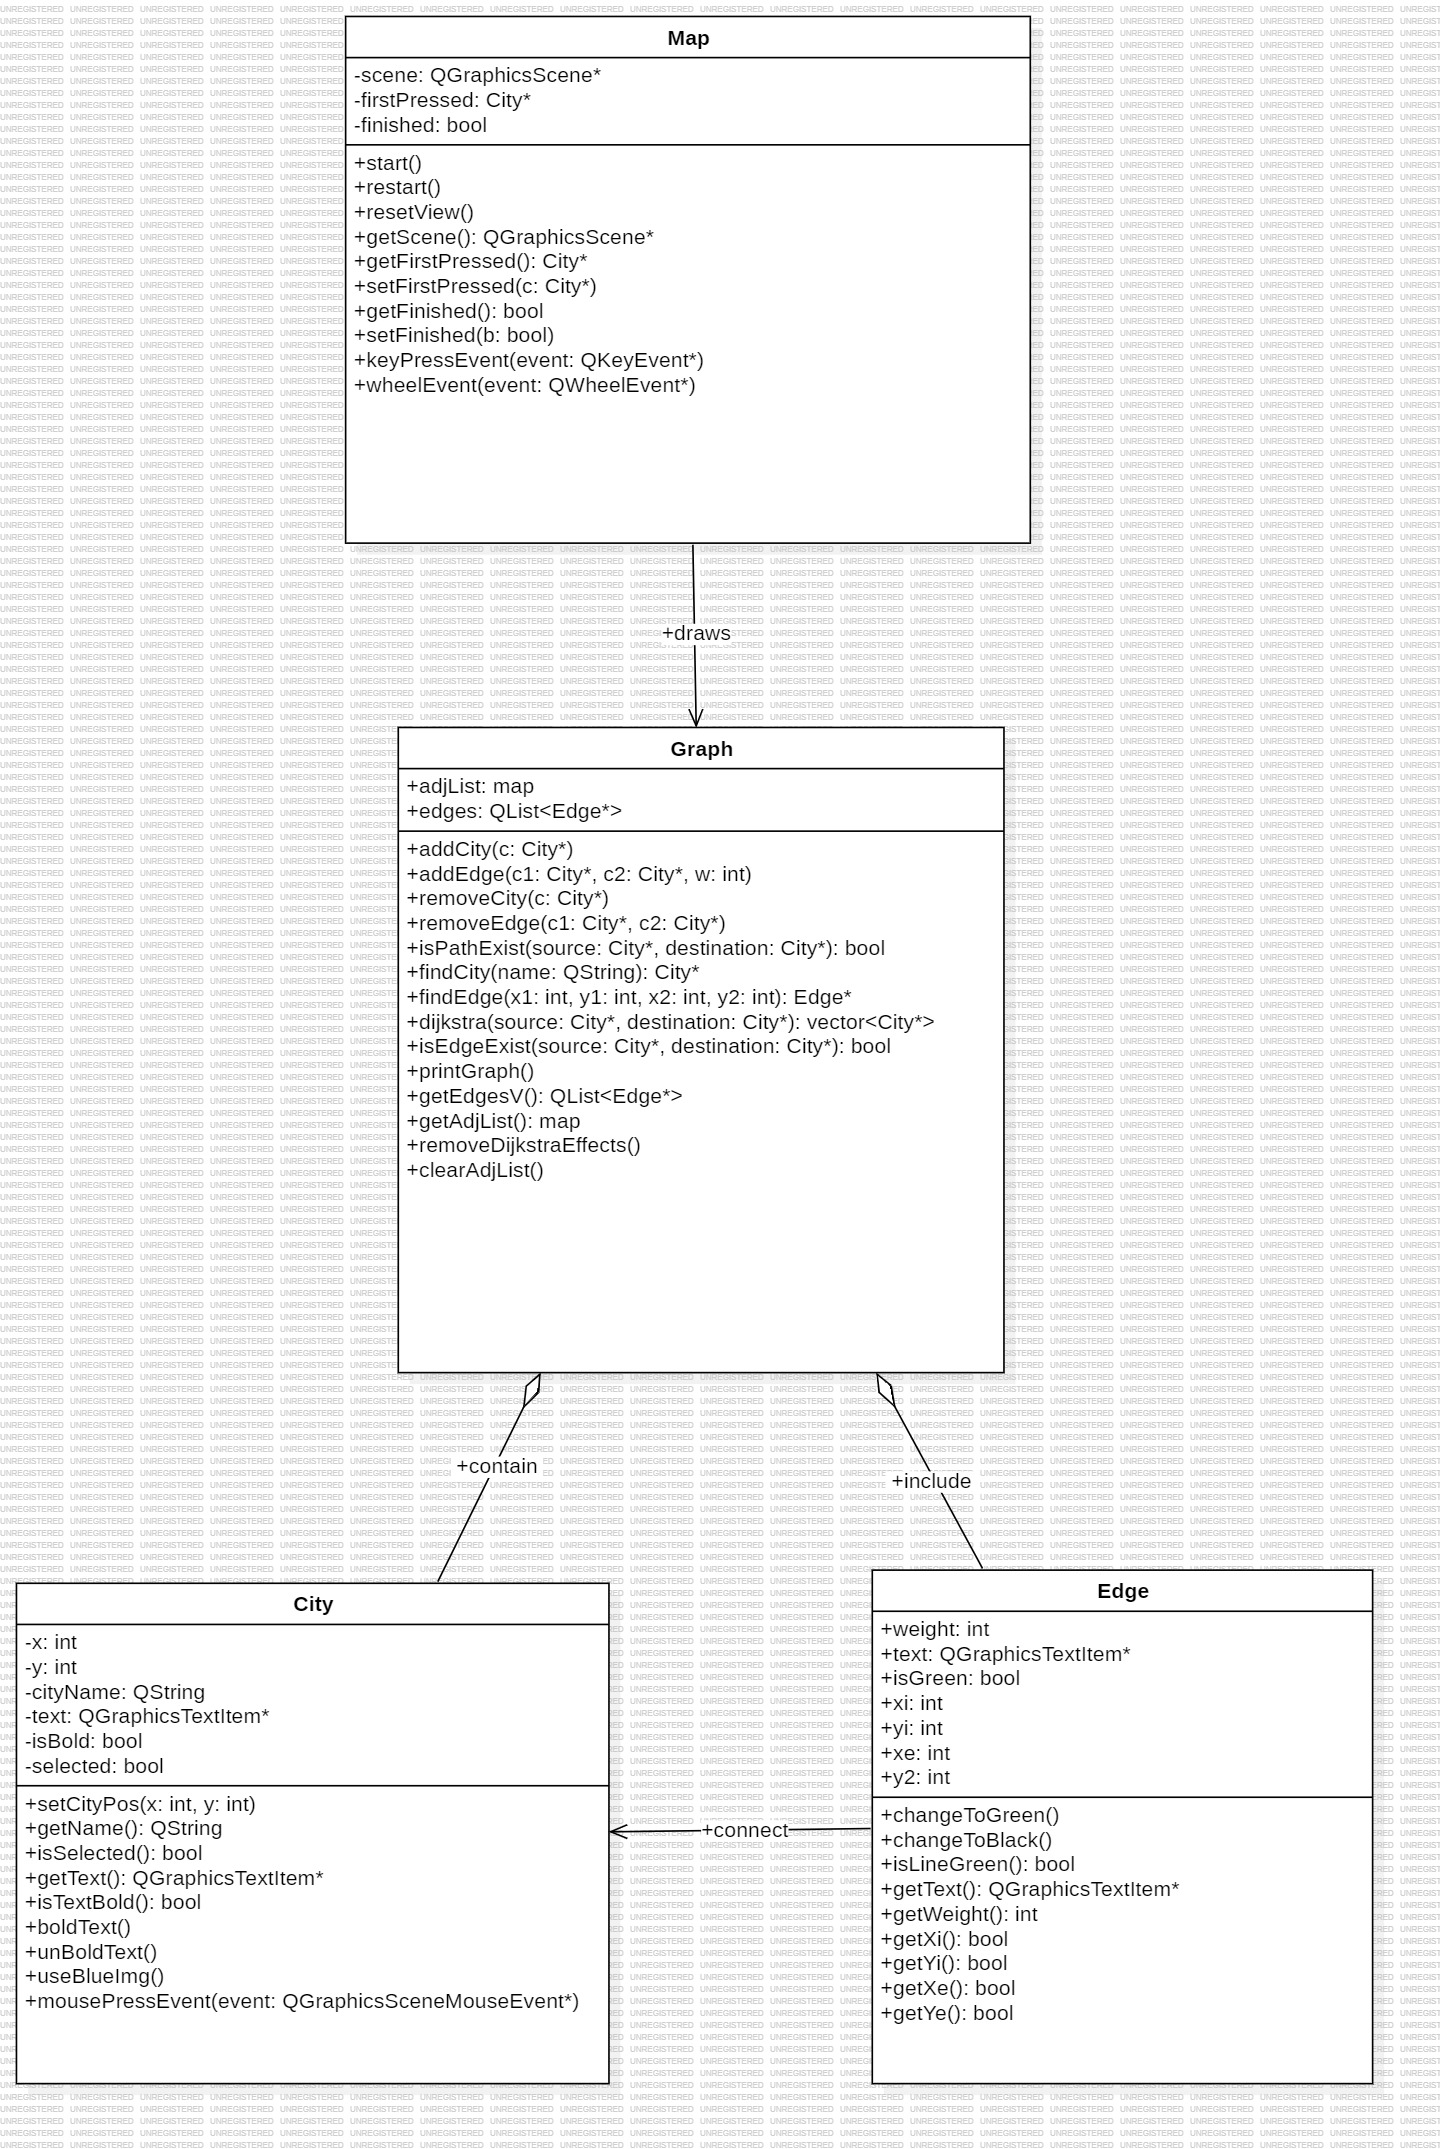 Map
-scene: QGraphicsScene*
-firstPressed: City*
-finished: bool
+start()
+restart()
+resetView()
+getScene(): QGraphicsScene*
+getFirstPressed(): City*
+setFirstPressed(c: City*)
+getFinished(): bool
+setFinished(b: bool)
+keyPressEvent(event: QKeyEvent*)
+wheelEvent(event: QWheelEvent*)
+draws
Graph
+adjList: map
+edges: QList<Edge*>
+addCity(c: City*)
+addEdge(c1: City*, c2: City*, w: int)
+removeCity(c: City*)
+removeEdge(c1: City*, c2: City*)
+isPathExist(source: City*, destination: City*): bool
+findCity(name: QString): City*
+findEdge(x1: int, y1: int, x2: int, y2: int): Edge*
+dijkstra(source: City*, destination: City*): vector<City*>
+isEdgeExist(source: City*, destination: City*): bool
+printGraph()
+getEdgesV(): QList<Edge*>
+getAdjList(): map
+removeDijkstraEffects()
+clearAdjList()
+contain
+include
City
-x: int
-y: int
-cityName: QString
-text: QGraphicsTextItem*
-isBold: bool
-selected: bool
+setCityPos(x: int, y: int)
+getName(): QString
+isSelected(): bool
+getText(): QGraphicsTextItem*
+isTextBold(): bool
+boldText()
+unBoldText()
+useBlueImg()
+mousePressEvent(event: QGraphicsSceneMouseEvent*)
+connect
Edge
+weight: int
+text: QGraphicsTextItem*
+isGreen: bool
+xi: int
+yi: int
+xe: int
+y2: int
+changeToGreen()
+changeToBlack()
+isLineGreen(): bool
+getText(): QGraphicsTextItem*
+getWeight(): int
+getXi(): bool
+getYi(): bool
+getXe(): bool
+getYe(): bool
UNREGISTERED